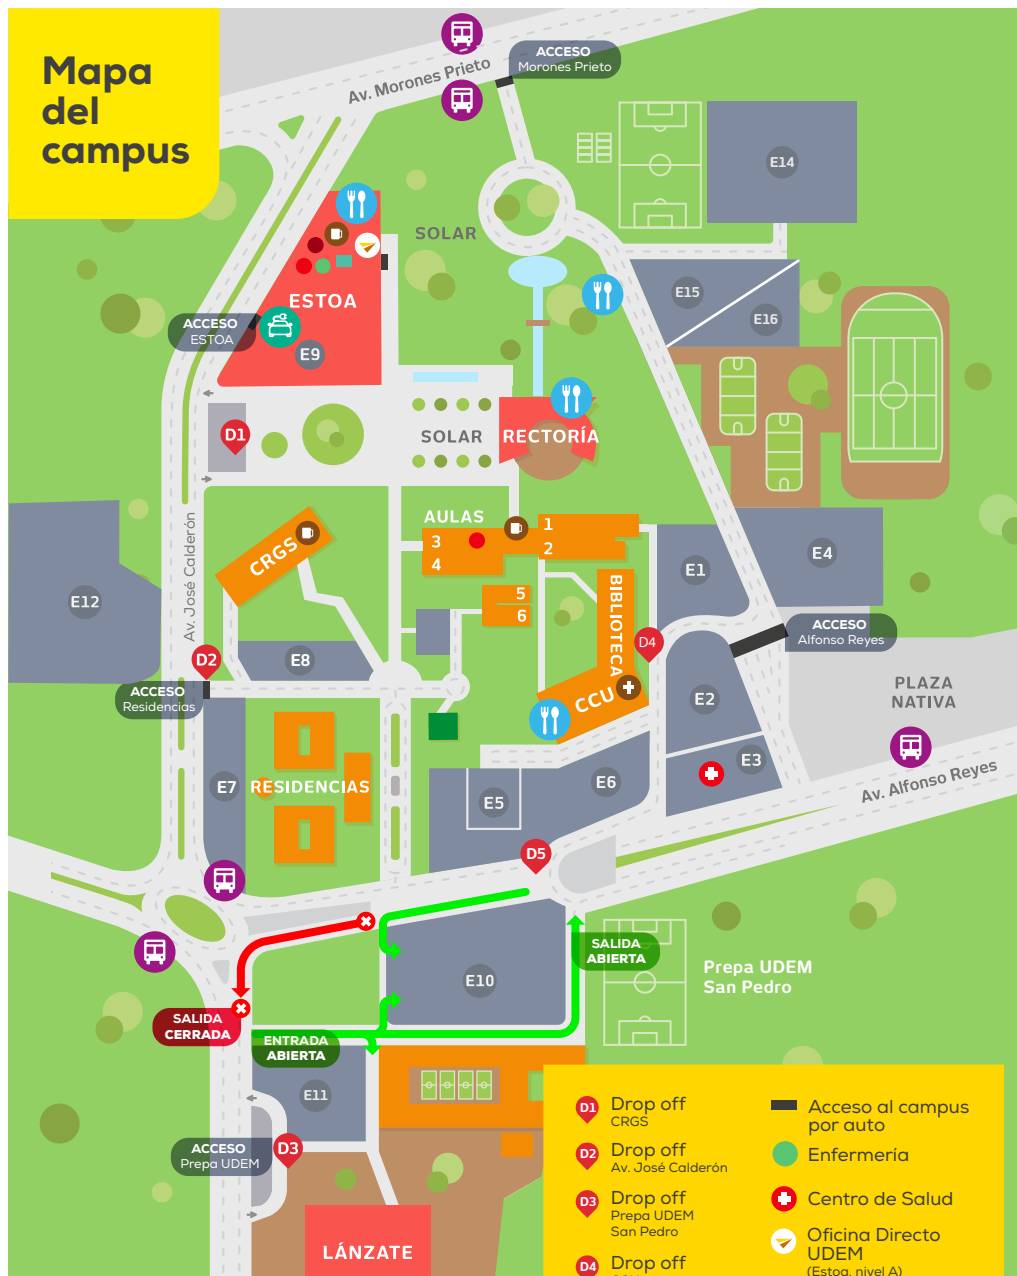 Mapa
del
campus
ACCESO
Morones Prieto
Av. Morones Prieto
E14
SOLAR
E15
E16
ESTOA
ACCESO
ESTOA
E9
D1
SOLAR
RECTORÍA
AULAS
1
2
3
4
5
6
CRGS
E1
E4
E12
Av. José Calderón
BIBLIOTECA
D4
ACCESO
Alfonso Reyes
D2
E8
ACCESO
Residencias
CCU
E2
PLAZA
NATIVA
E3
Av. Alfonso Reyes
E7
RESIDENCIAS
E5
E6
D5
SALIDA
ABIERTA
E10
Prepa UDEM
San Pedro
SALIDA
CERRADA
ENTRADA
ABIERTA
E11
ACCESO
Prepa UDEM
D3
LÁNZATE
D1 Drop off
CRGS
D2 Drop off
Av. José Calderón
D3 Drop off
Prepa UDEM
San Pedro
D4 Drop off
Acceso al campus
por auto
Enfermería
Centro de Salud
Oficina Directo
UDEM
(Estoa, nivel A)